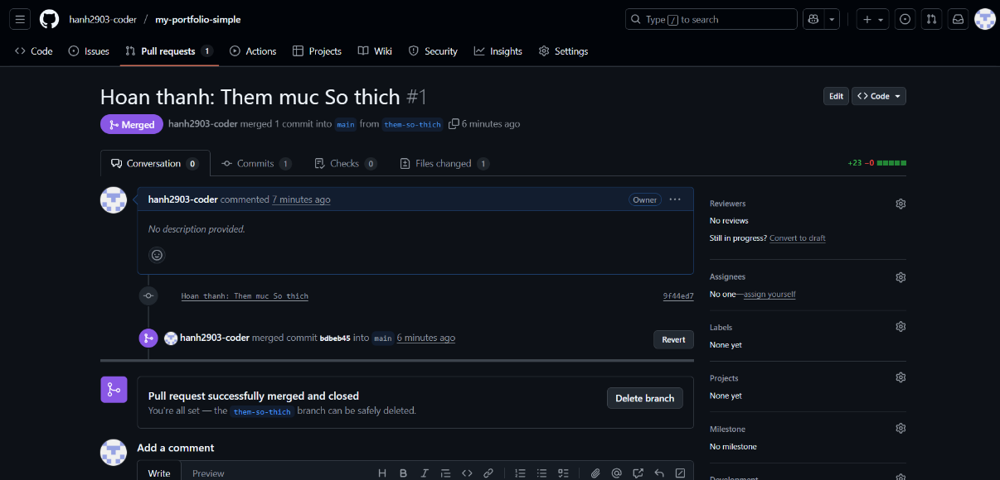 hanh2903-coder / my-portfolio-simple
Type / to search
Code
Issues
Pull requests 1
Actions
Projects
Wiki
Security
Insights
Settings
Hoan thanh: Them muc So thich #1
Edit
Code
Merged hanh2903-coder merged 1 commit into main from them-so-thich 6 minutes ago
Conversation 0
Commits 1
Checks 0
Files changed 1
+23 −0
hanh2903-coder commented 7 minutes ago
Owner
No description provided.
Hoan thanh: Them muc So thich
9f44ed7
hanh2903-coder merged commit bdbeb45 into main 6 minutes ago
Revert
Pull request successfully merged and closed
You're all set — the them-so-thich branch can be safely deleted.
Delete branch
Add a comment
Write
Preview
Reviewers
No reviews
Still in progress? Convert to draft
Assignees
No one—assign yourself
Labels
None yet
Projects
None yet
Milestone
No milestone
Development